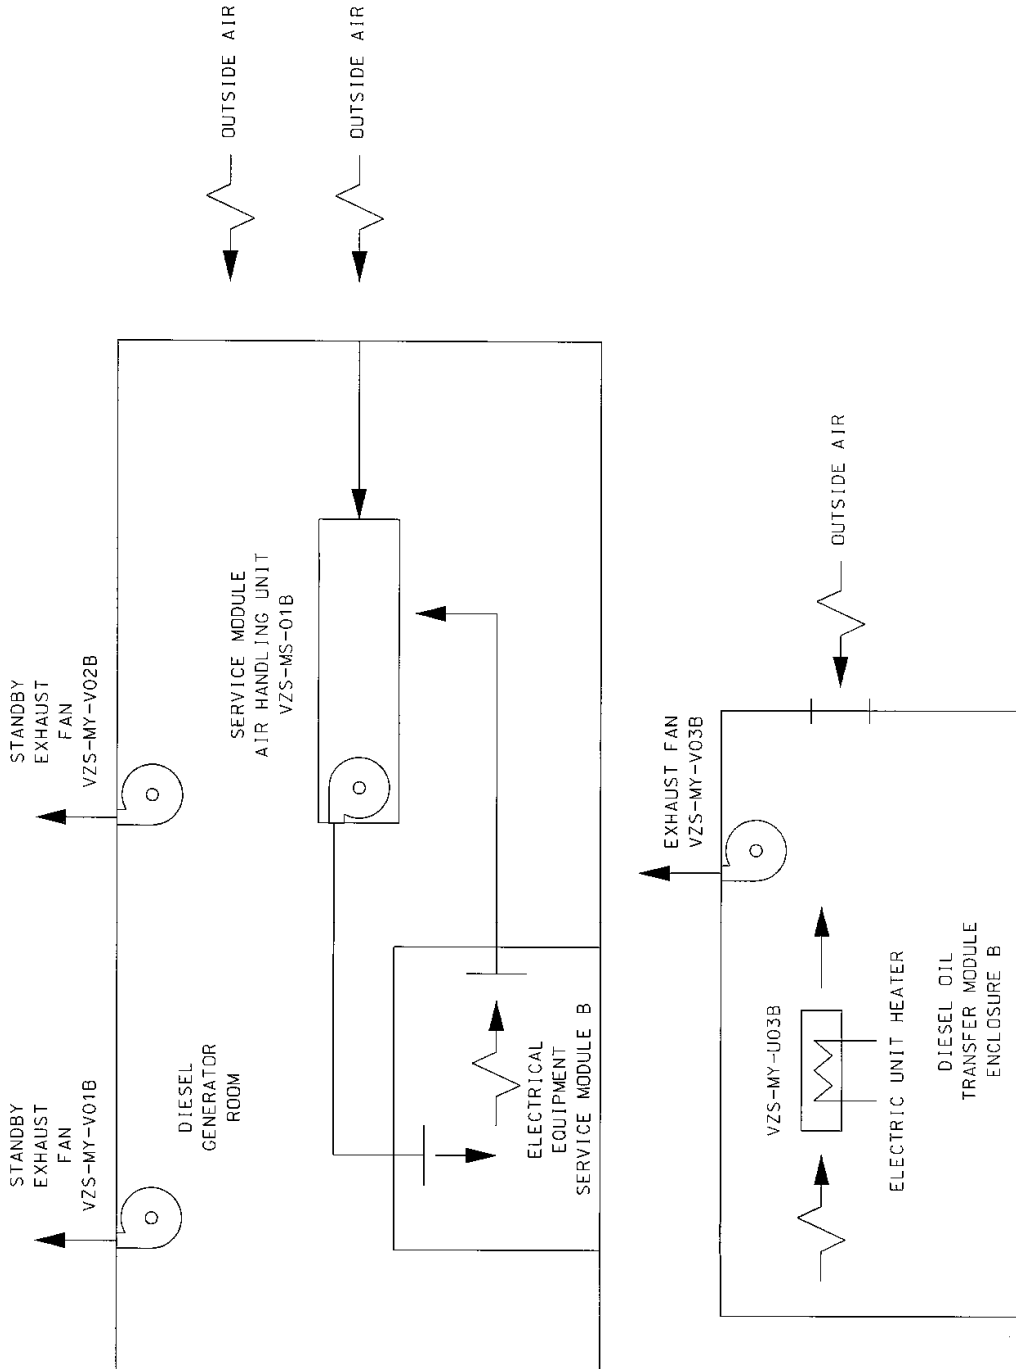 STANDBY
EXHAUST
FAN
VZS-MY-V01B
STANDBY
EXHAUST
FAN
VZS-MY-V02B
OUTSIDE AIR
OUTSIDE AIR
DIESEL
GENERATOR
ROOM
SERVICE MODULE
AIR HANDLING UNIT
VZS-MS-01B
ELECTRICAL
EQUIPMENT
SERVICE MODULE B
EXHAUST FAN
VZS-MY-V03B
OUTSIDE AIR
VZS-MY-U03B
ELECTRIC UNIT HEATER
DIESEL OIL
TRANSFER MODULE
ENCLOSURE B